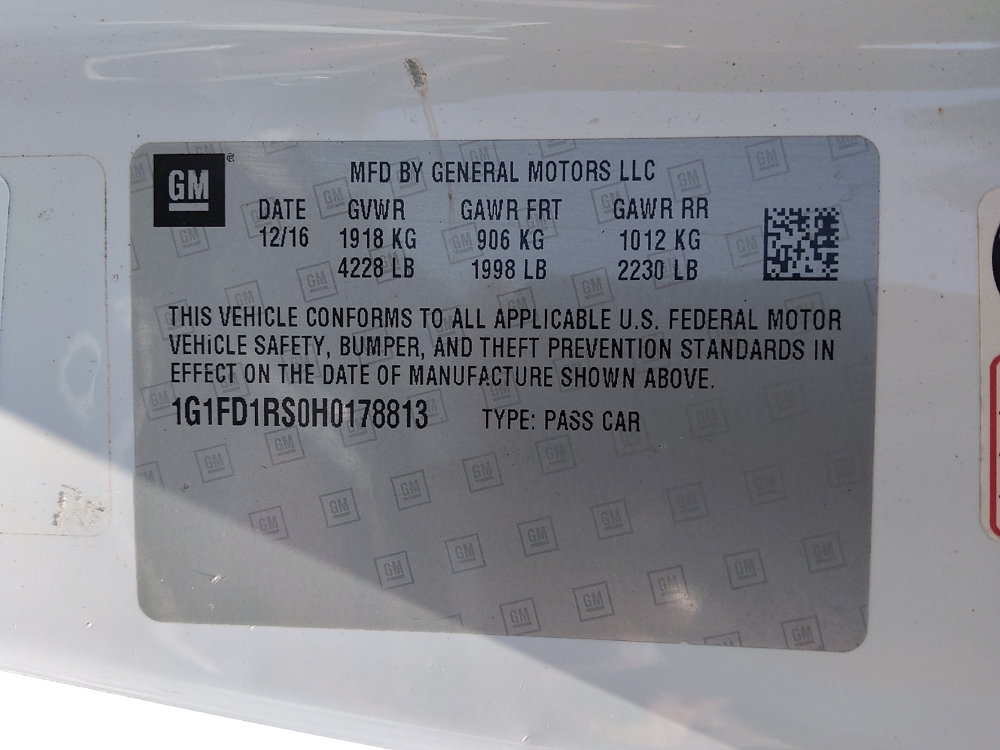 GM ®
MFD BY GENERAL MOTORS LLC
DATE GVWR GAWR FRT GAWR RR
12/16 1918 KG 906 KG 1012 KG
4228 LB 1998 LB 2230 LB
THIS VEHICLE CONFORMS TO ALL APPLICABLE U.S. FEDERAL MOTOR
VEHICLE SAFETY, BUMPER, AND THEFT PREVENTION STANDARDS IN
EFFECT ON THE DATE OF MANUFACTURE SHOWN ABOVE.
1G1FD1RS0H0178813 TYPE: PASS CAR